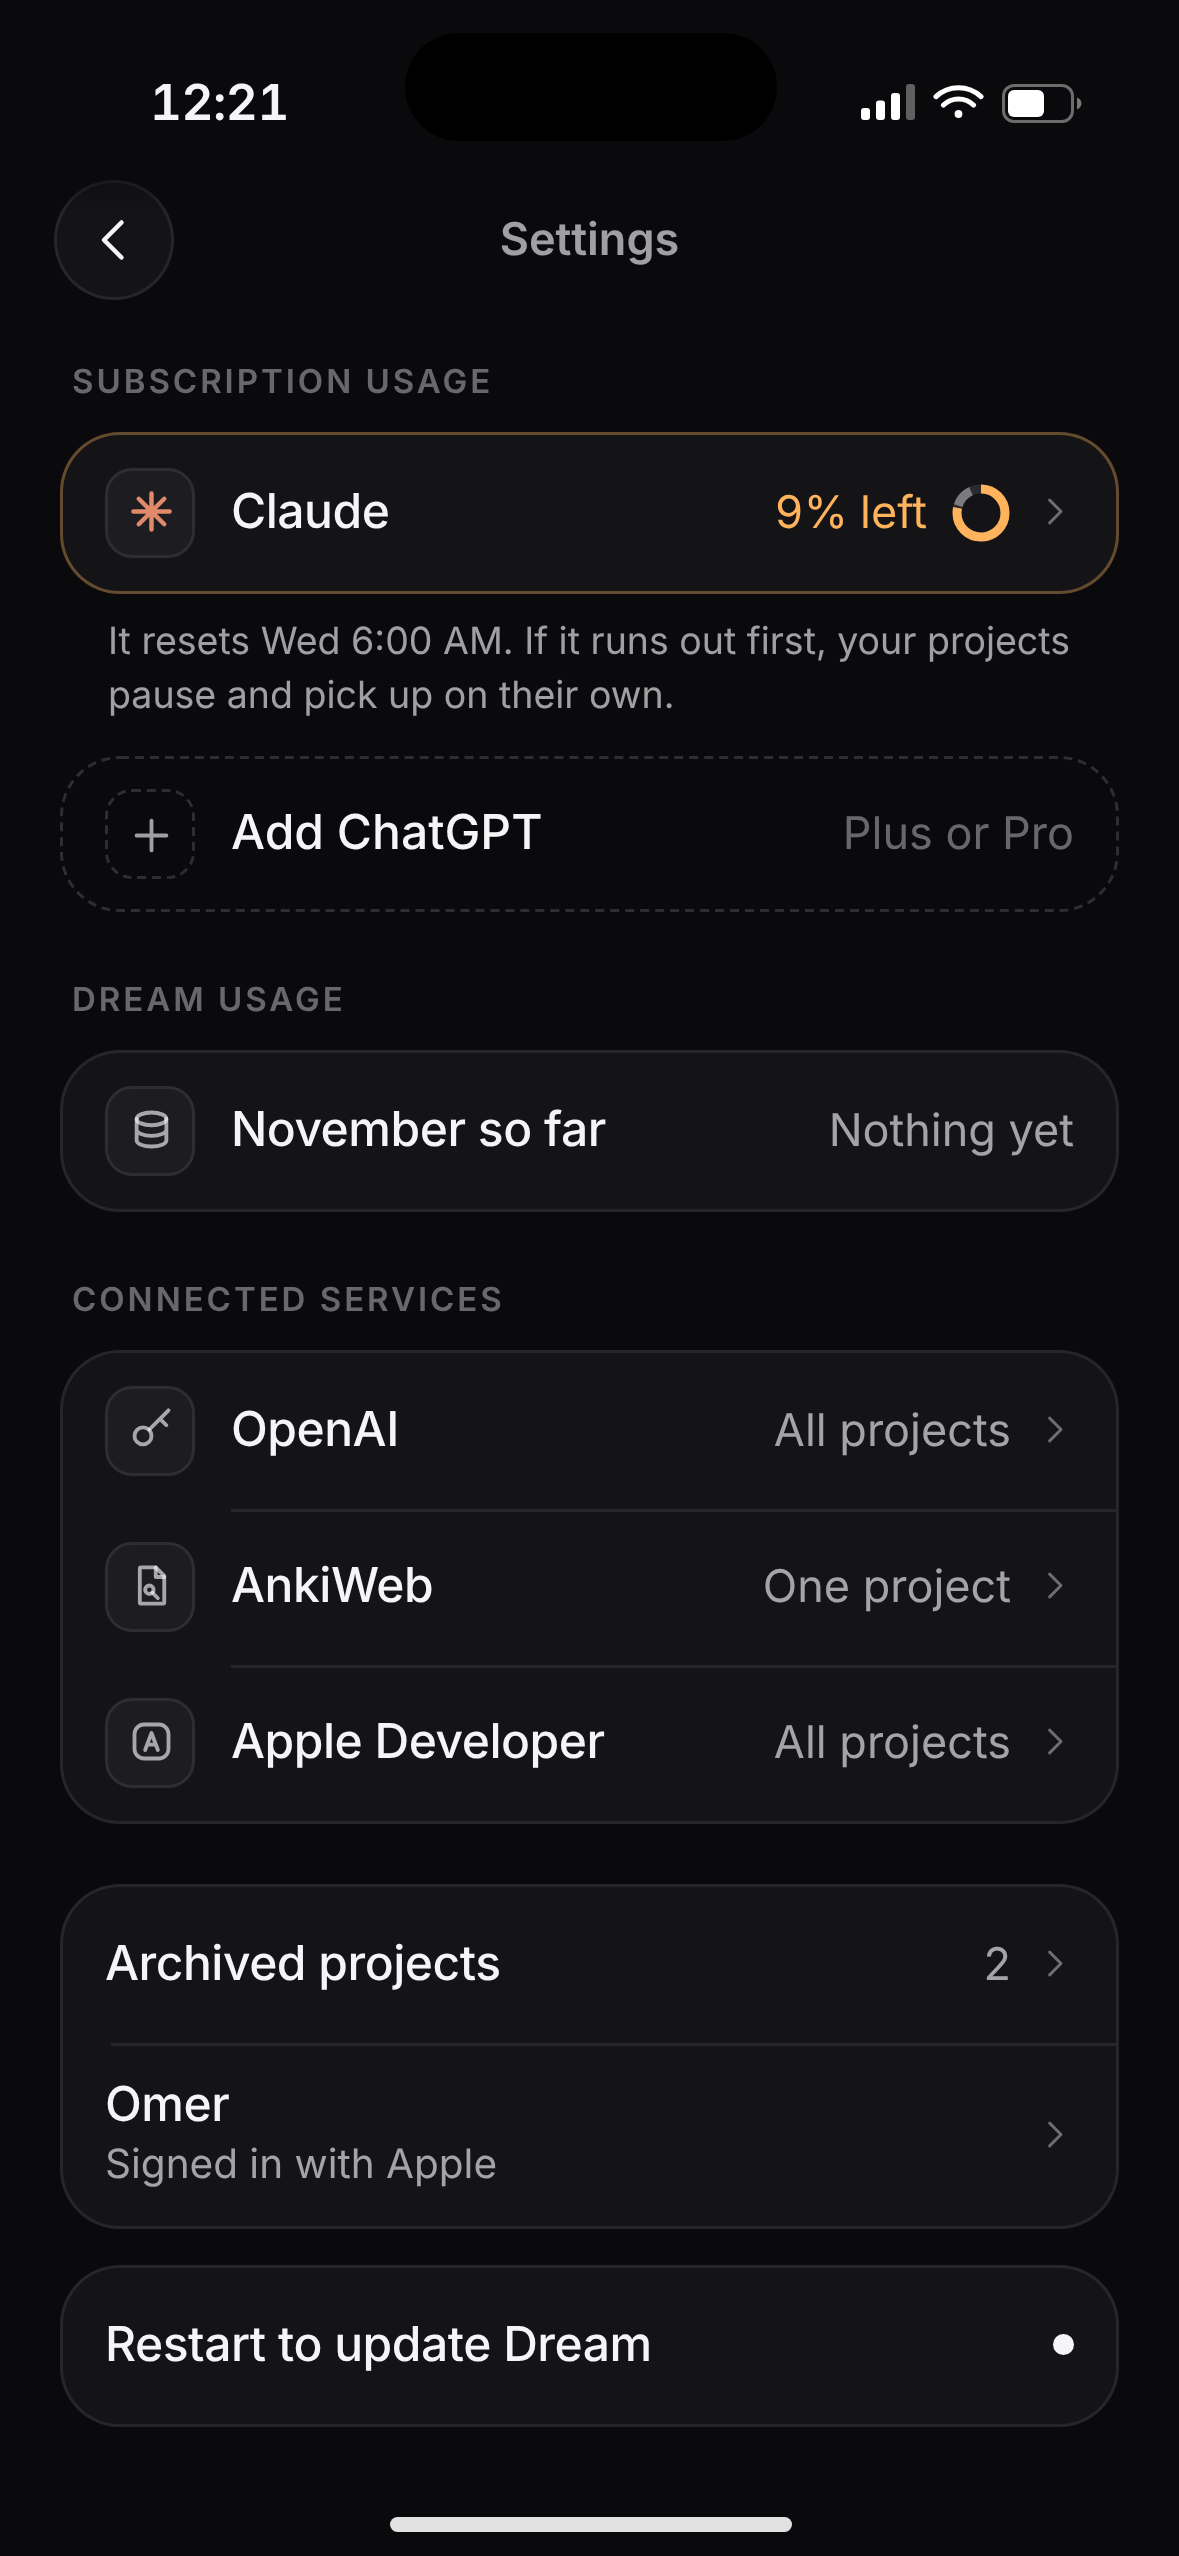 12:21
Settings
SUBSCRIPTION USAGE
Claude 9% left
It resets Wed 6:00 AM. If it runs out first, your projects
pause and pick up on their own.
Add ChatGPT Plus or Pro
DREAM USAGE
November so far Nothing yet
CONNECTED SERVICES
OpenAI All projects
AnkiWeb One project
A Apple Developer All projects
Archived projects 2
Omer
Signed in with Apple
Restart to update Dream